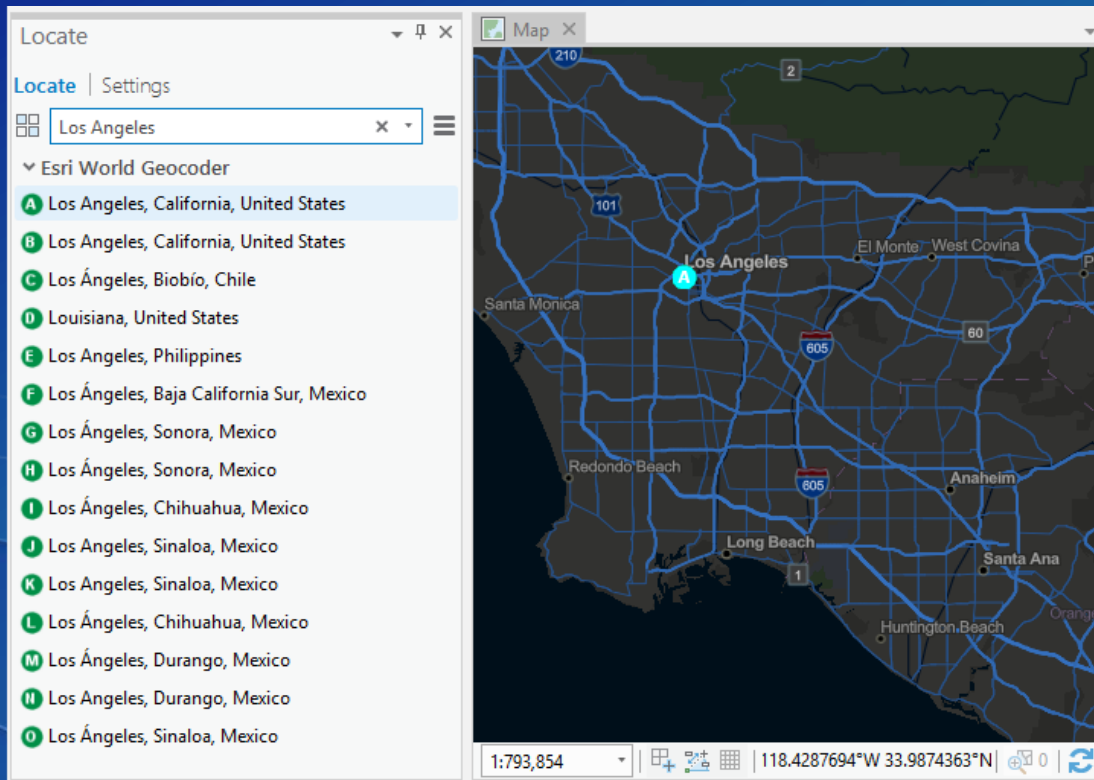 Locate
Locate | Settings
Los Angeles
Esri World Geocoder
A Los Angeles, California, United States
B Los Angeles, California, United States
C Los Ángeles, Biobío, Chile
D Louisiana, United States
E Los Angeles, Philippines
F Los Ángeles, Baja California Sur, Mexico
G Los Ángeles, Sonora, Mexico
H Los Ángeles, Sonora, Mexico
I Los Ángeles, Chihuahua, Mexico
J Los Ángeles, Sinaloa, Mexico
K Los Ángeles, Sinaloa, Mexico
L Los Ángeles, Chihuahua, Mexico
M Los Ángeles, Durango, Mexico
N Los Angeles, Durango, Mexico
O Los Ángeles, Sinaloa, Mexico
Map
210
2
101
El Monte
West Covina
Los Angeles
P
A
Santa Monica
60
605
Redondo Beach
Anaheim
605
Long Beach
Santa Ana
1
Orange
Huntington Beach
1:793,854
118.4287694°W 33.9874363°N
0